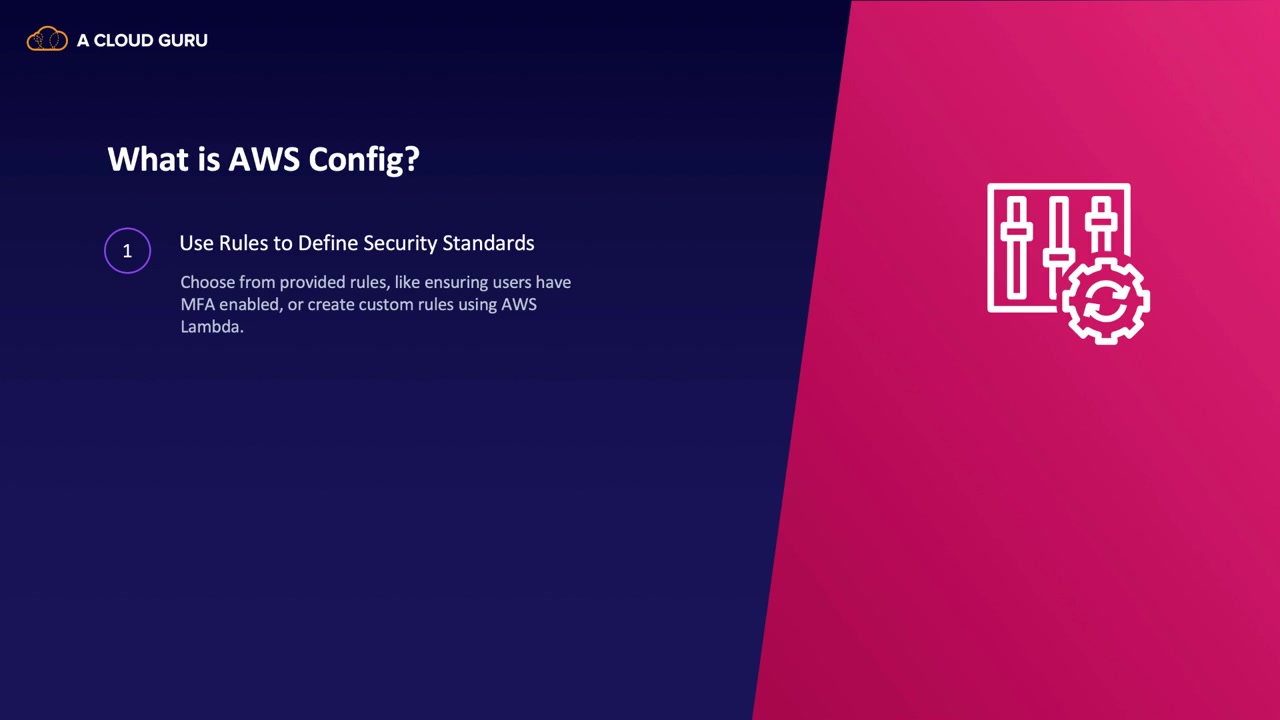 A CLOUD GURU
What is AWS Config?
1
Use Rules to Define Security Standards
Choose from provided rules, like ensuring users have
MFA enabled, or create custom rules using AWS
Lambda.